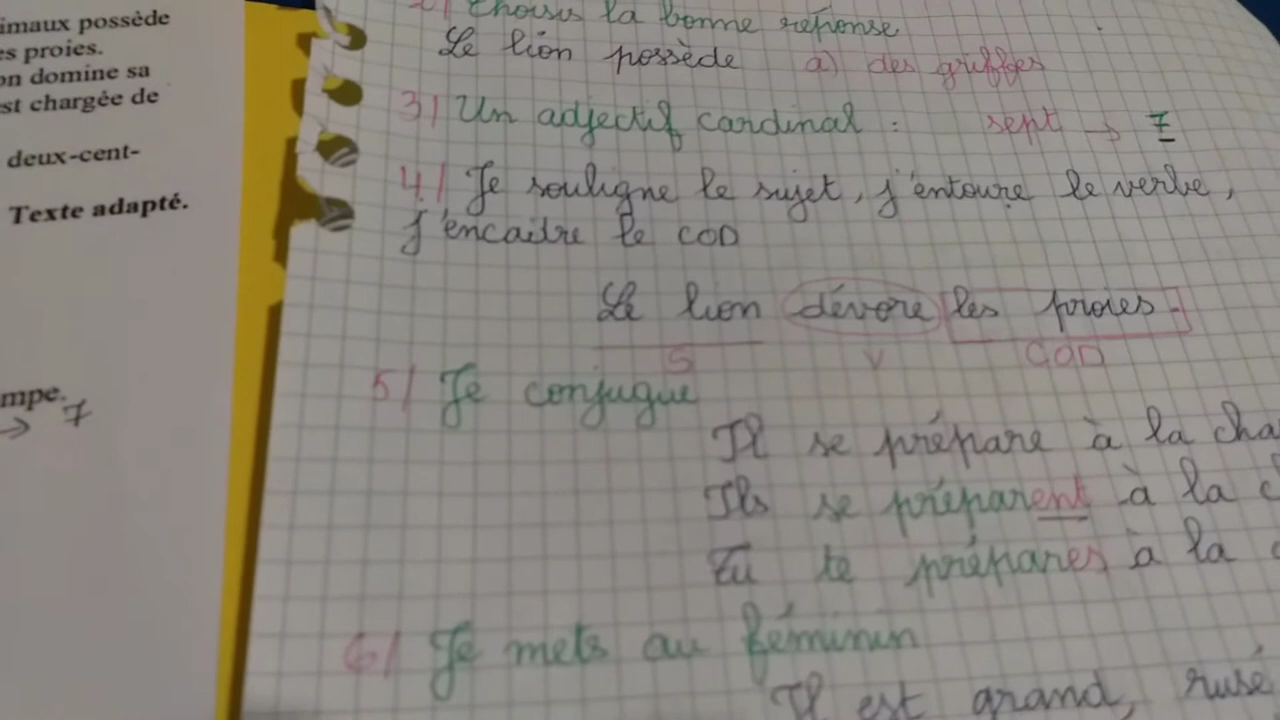 imaux possède
es proies.
on domine sa
st chargée de
deux-cent-
Texte adapté.
mpe.
→ 7
choisis la bonne réponse
Le lion possède a) des griffes
3/ Un adjectif cardinal : sept → 7
4/ Je souligne le sujet, j'entoure le verbe,
j'encadre le COD
Le lion dévore les proies.
S V COD
5/ Je conjugue
Il se prépare à la cha
Ils se préparent à la c
Tu te prépares à la c
6/ Je mets au féminin
Il est grand, rusé